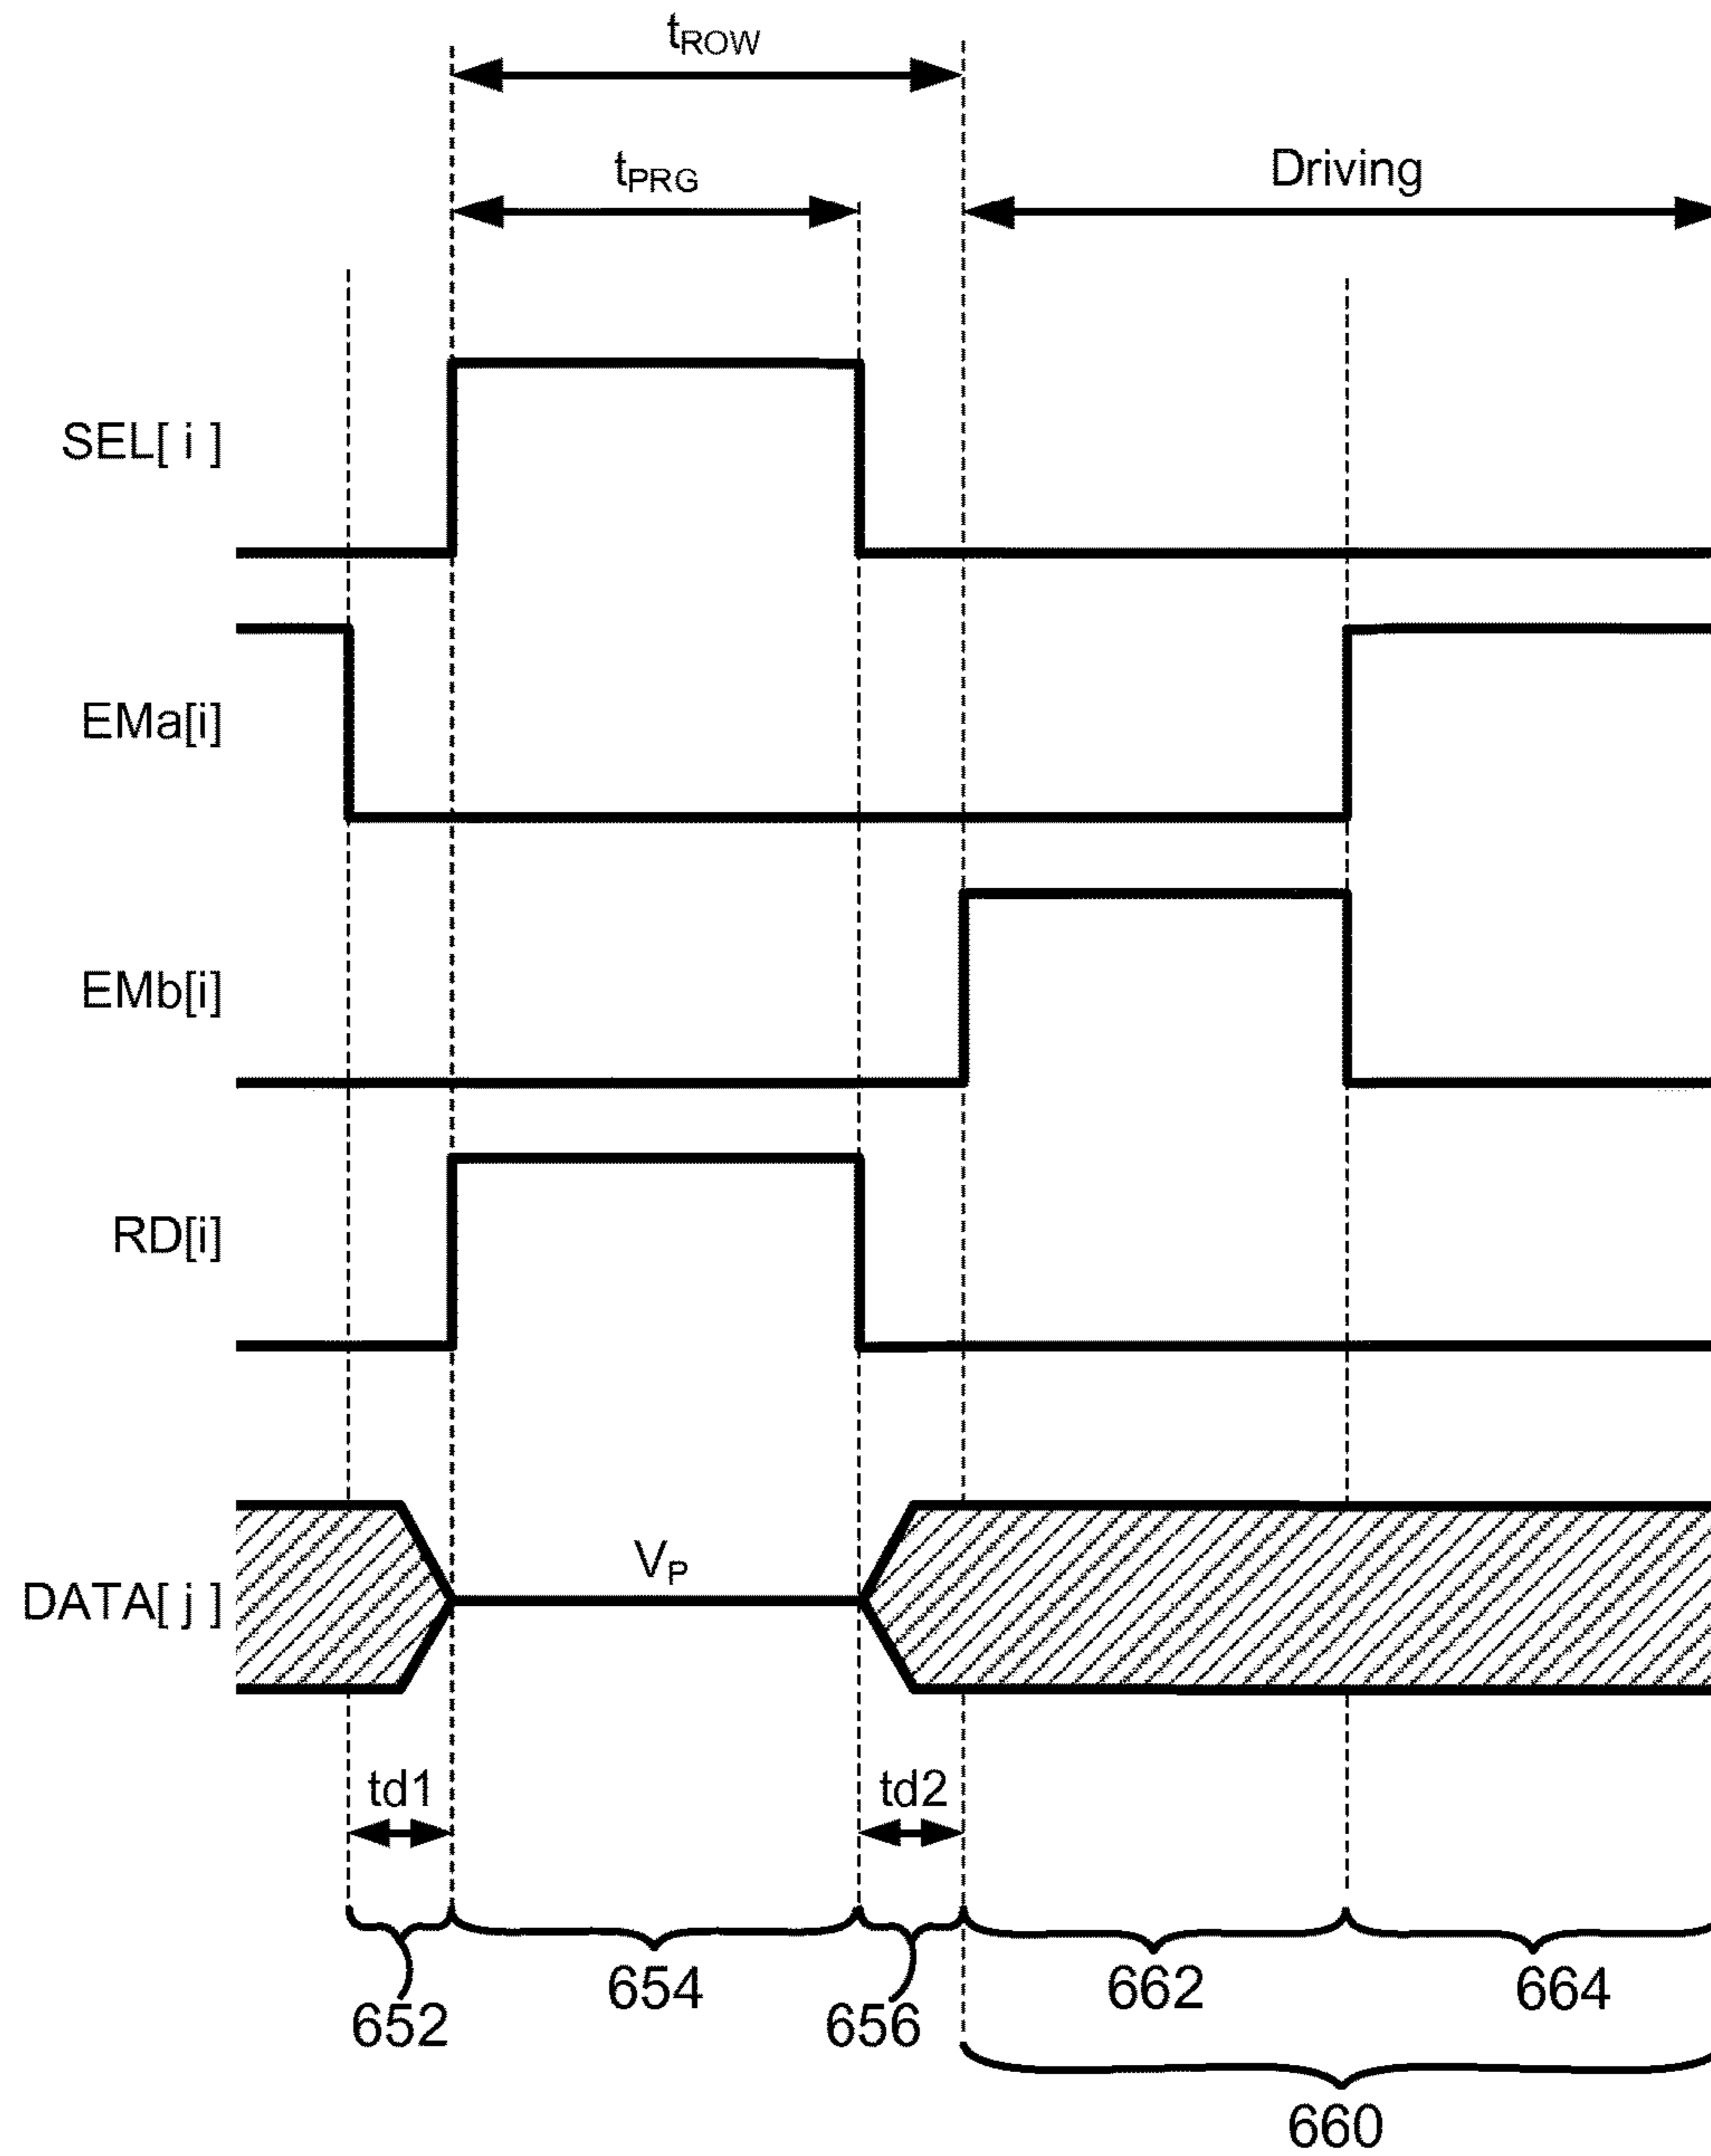 tROW
tPRG
Driving
SEL[ i ]
EMa[i]
EMb[i]
RD[i]
VP
DATA[ j ]
td1
td2
652
654
656
662
664
660